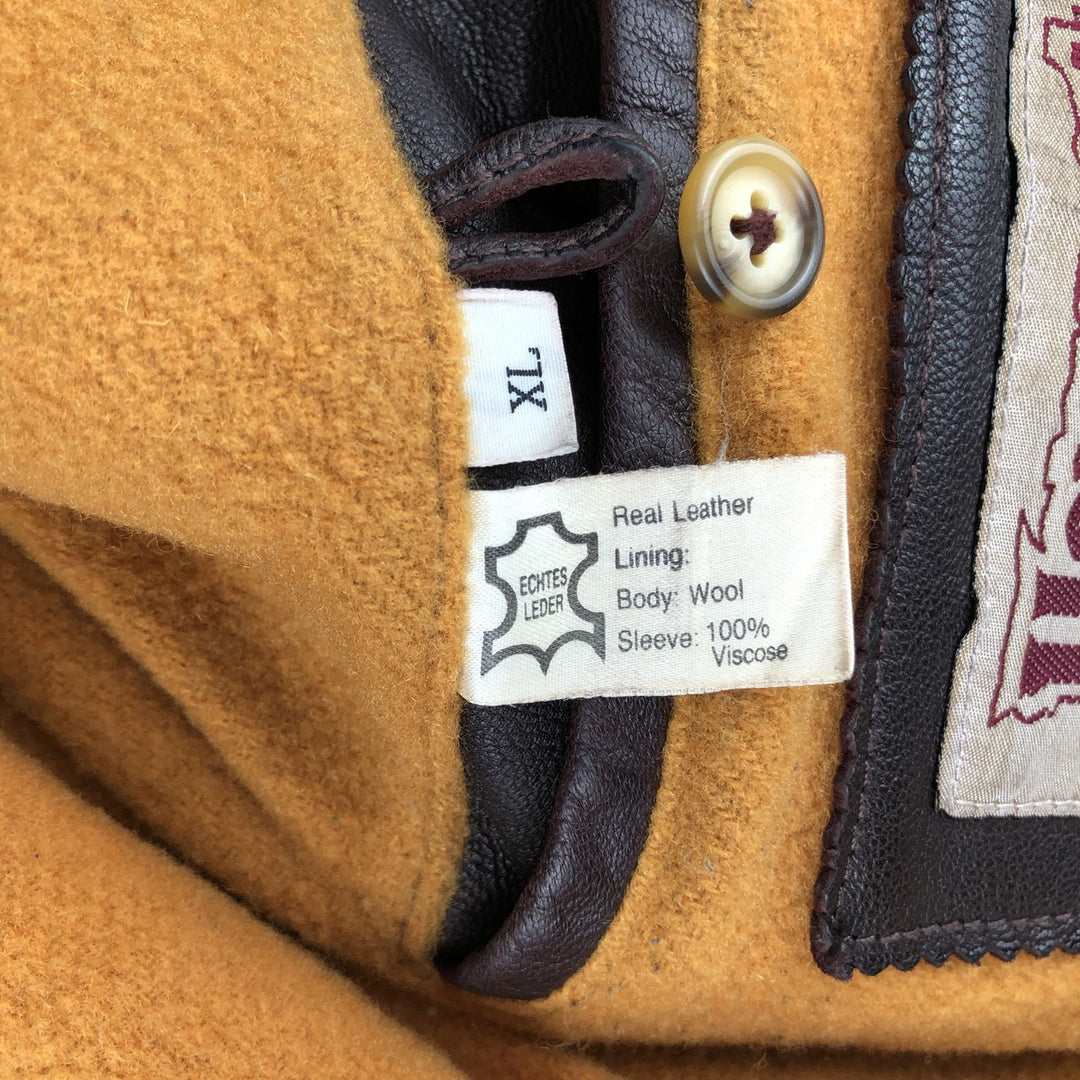 XL
ECHTES
LEDER
Real Leather
Lining:
Body: Wool
Sleeve: 100%
Viscose